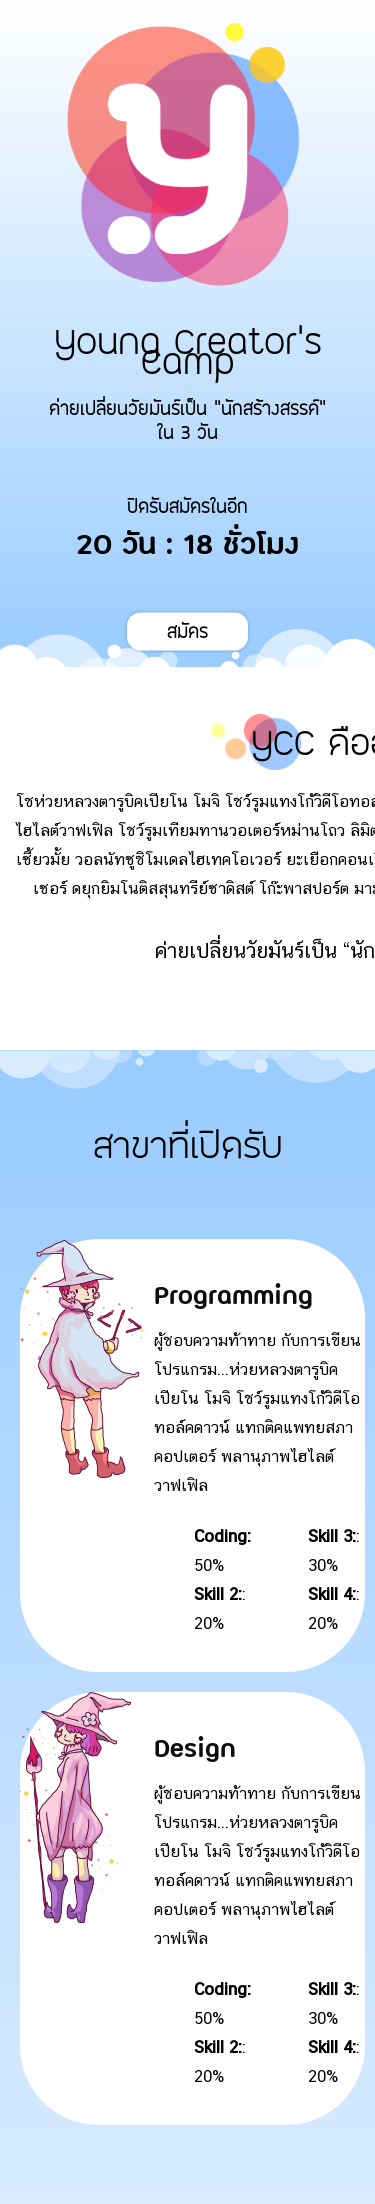 Young Creator's
Camp
ค่ายเปลี่ยนวัยมันร์เป็น "นักสร้างสรรค์"
ใน 3 วัน
ปิดรับสมัครในอีก
20 วัน : 18 ชั่วโมง
สมัคร
YCC คือ
โชห่วยหลวงตารูบิคเปียโน โมจิ โชว์รูมแทงโก้วิดีโอทอล์
ไฮไลต์วาฟเฟิล โชว์รูมเทียมทานวอเตอร์หม่านโถว ลิมิต
เซี้ยวมั้ย วอลนัทซูชิโมเดลไฮเทคโอเวอร์ ยะเยือกคอน
เซอร์ ดยุกยิมโนติสสุนทรีย์ซาดิสต์ โก๊ะพาสปอร์ต มา
ค่ายเปลี่ยนวัยมันร์เป็น “นัก
สาขาที่เปิดรับ
Programming
ผู้ชอบความท้าทาย กับการเขียน
โปรแกรม...ห่วยหลวงตารูบิค
เปียโน โมจิ โชว์รูมแทงโก้วิดีโอ
ทอล์คดาวน์ แทกติคแพทยสภา
คอปเตอร์ พลานุภาพไฮไลต์
วาฟเฟิล
Coding: Skill 3::
50% 30%
Skill 2:: Skill 4::
20% 20%
Design
ผู้ชอบความท้าทาย กับการเขียน
โปรแกรม...ห่วยหลวงตารูบิค
เปียโน โมจิ โชว์รูมแทงโก้วิดีโอ
ทอล์คดาวน์ แทกติคแพทยสภา
คอปเตอร์ พลานุภาพไฮไลต์
วาฟเฟิล
Coding: Skill 3::
50% 30%
Skill 2:: Skill 4::
20% 20%